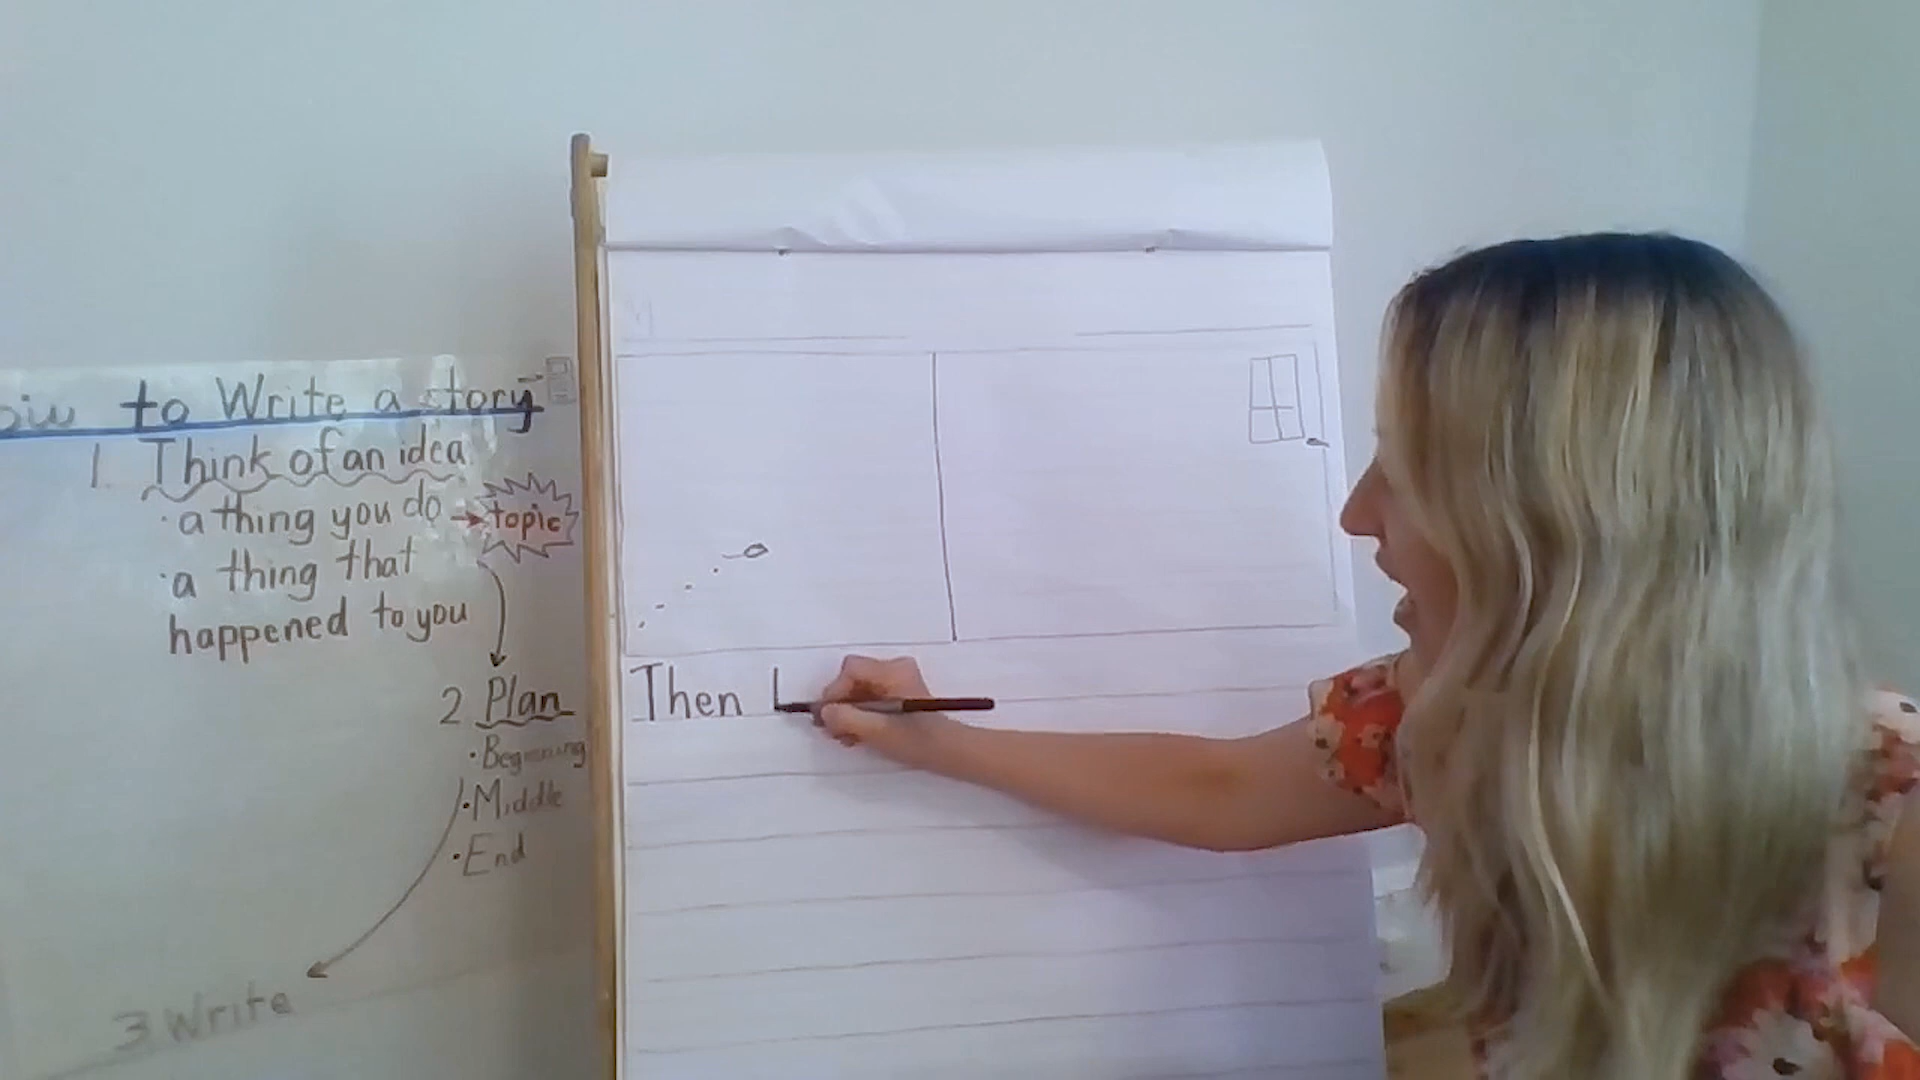 to Write a story
1 Think of an idea
· a thing you do → topic
· a thing that
happened to you
2 Plan
· Beginning
· Middle
· End
3 Write
Then I